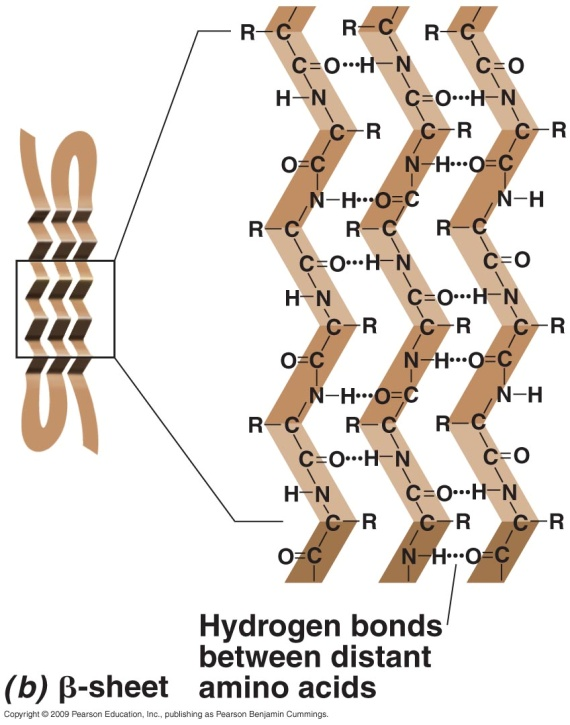 R–C R–C R–C
C=O•••H–N C=O
H–N C=O•••H–N
C–R C–R C–R
O=C N–H•••O=C
N–H•••O=C N–H
R–C R–C R–C
C=O•••H–N C=O
H–N C=O•••H–N
C–R C–R C–R
O=C N–H•••O=C
N–H•••O=C N–H
R–C R–C R–C
C=O•••H–N C=O
H–N C=O•••H–N
C–R C–R C–R
O=C N–H•••O=C
Hydrogen bonds
between distant
amino acids
(b) β-sheet
Copyright © 2009 Pearson Education, Inc., publishing as Pearson Benjamin Cummings.